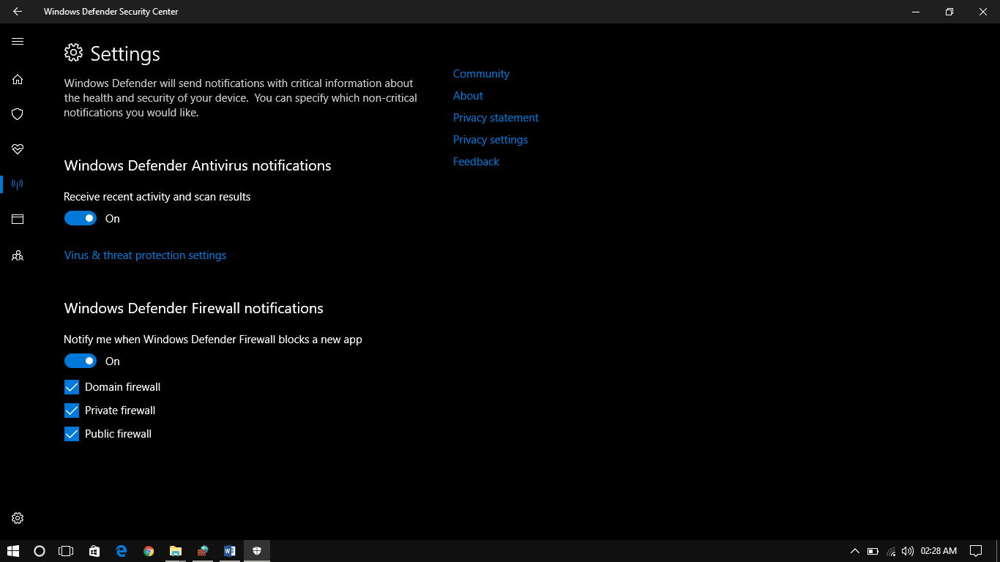 Windows Defender Security Center
Settings
Windows Defender will send notifications with critical information about
the health and security of your device.  You can specify which non-critical
notifications you would like.
Windows Defender Antivirus notifications
Receive recent activity and scan results
On
Virus & threat protection settings
Windows Defender Firewall notifications
Notify me when Windows Defender Firewall blocks a new app
On
Domain firewall
Private firewall
Public firewall
Community
About
Privacy statement
Privacy settings
Feedback
02:28 AM